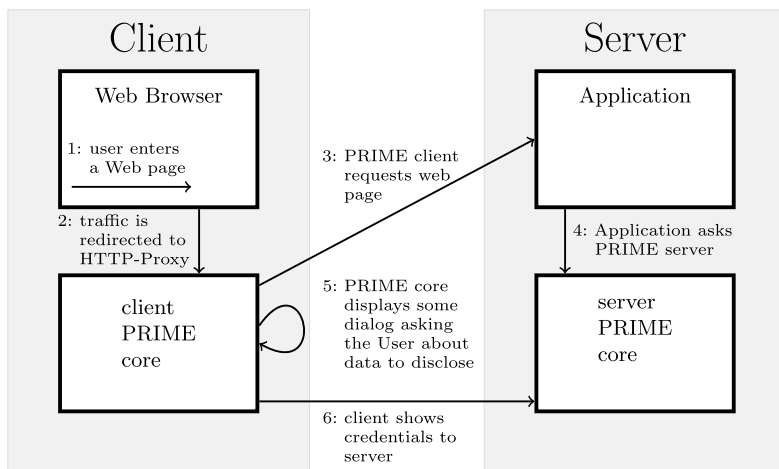 Client
Server
Web Browser
Application
1: user enters
a Web page
3: PRIME client
requests web
page
2: traffic is
redirected to
HTTP-Proxy
4: Application asks
PRIME server
client
PRIME
core
5: PRIME core
displays some
dialog asking
the User about
data to disclose
server
PRIME
core
6: client shows
credentials to
server